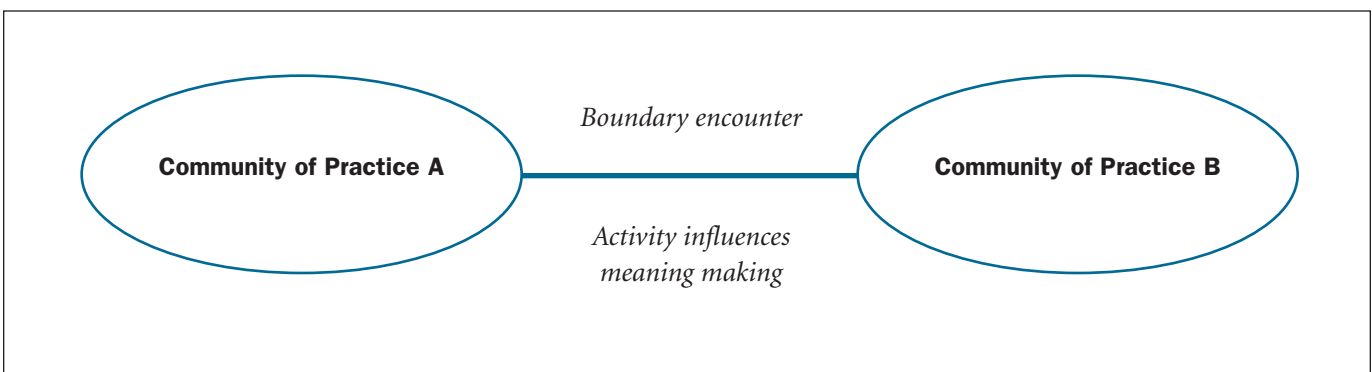 Boundary encounter
Community of Practice A
Community of Practice B
Activity influences
meaning making